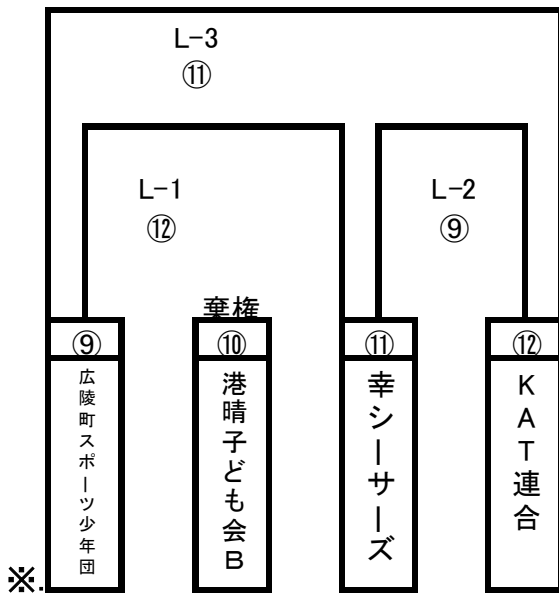 L-3
⑪
L-1
⑫
L-2
⑨
棄権
⑨
⑩
⑪
⑫
広陵町スポーツ少年団
港晴子ども会B
幸シーサーズ
KAT連合
※.